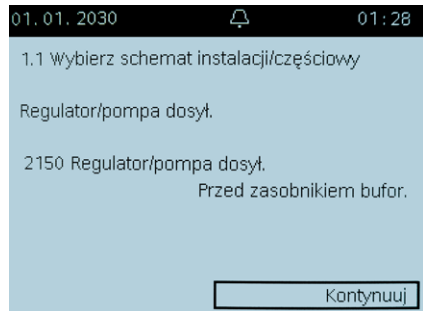 01.01.2030 01:28
1.1 Wybierz schemat instalacji/częściowy
Regulator/pompa dosył.
2150 Regulator/pompa dosył.
Przed zasobnikiem bufor.
Kontynuuj